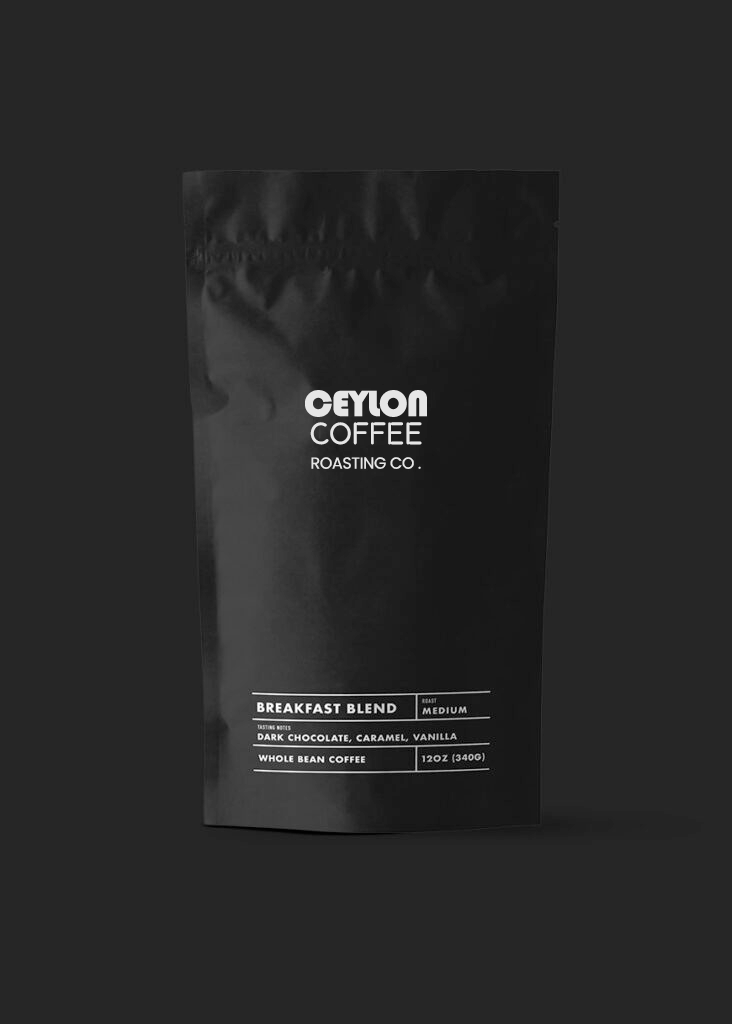 CEYLON
COFFEE
ROASTING CO.
BREAKFAST BLEND
ROAST
MEDIUM
TASTING NOTES
DARK CHOCOLATE, CARAMEL, VANILLA
WHOLE BEAN COFFEE
12OZ (340G)